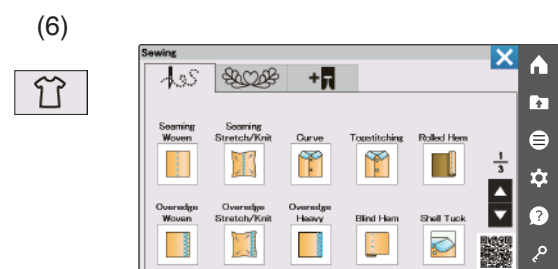 (6)
Sewing
Seaming Woven
Seaming Stretch/Knit
Curve
Topstitching
Rolled Hem
1
3
Overedge Woven
Overedge Stretch/Knit
Overedge Heavy
Blind Hem
Shell Tuck